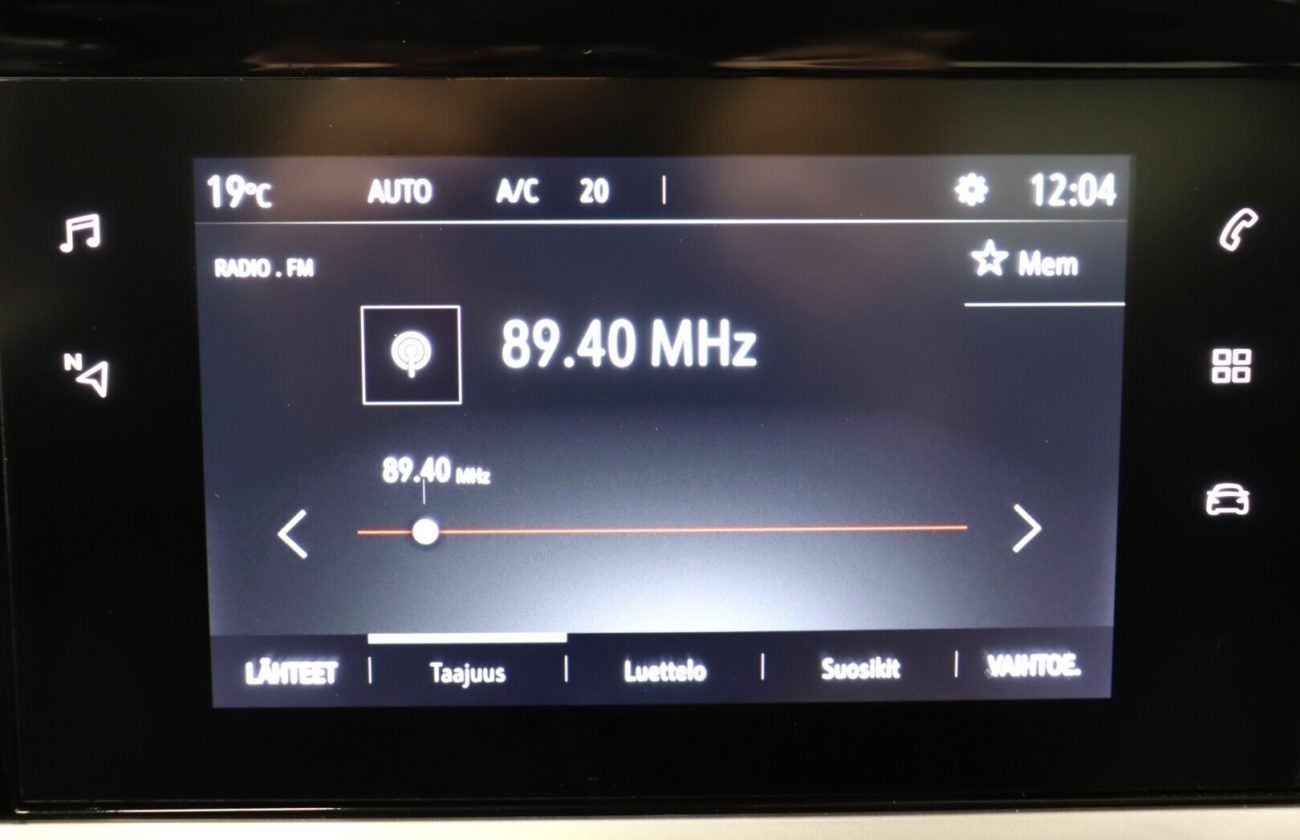 19°C AUTO A/C 20 12:04
RADIO . FM
Mem
89.40 MHz
N
89.40 MHz
LÄHTEET Taajuus Luettelo Suosikit VAIHTOE.